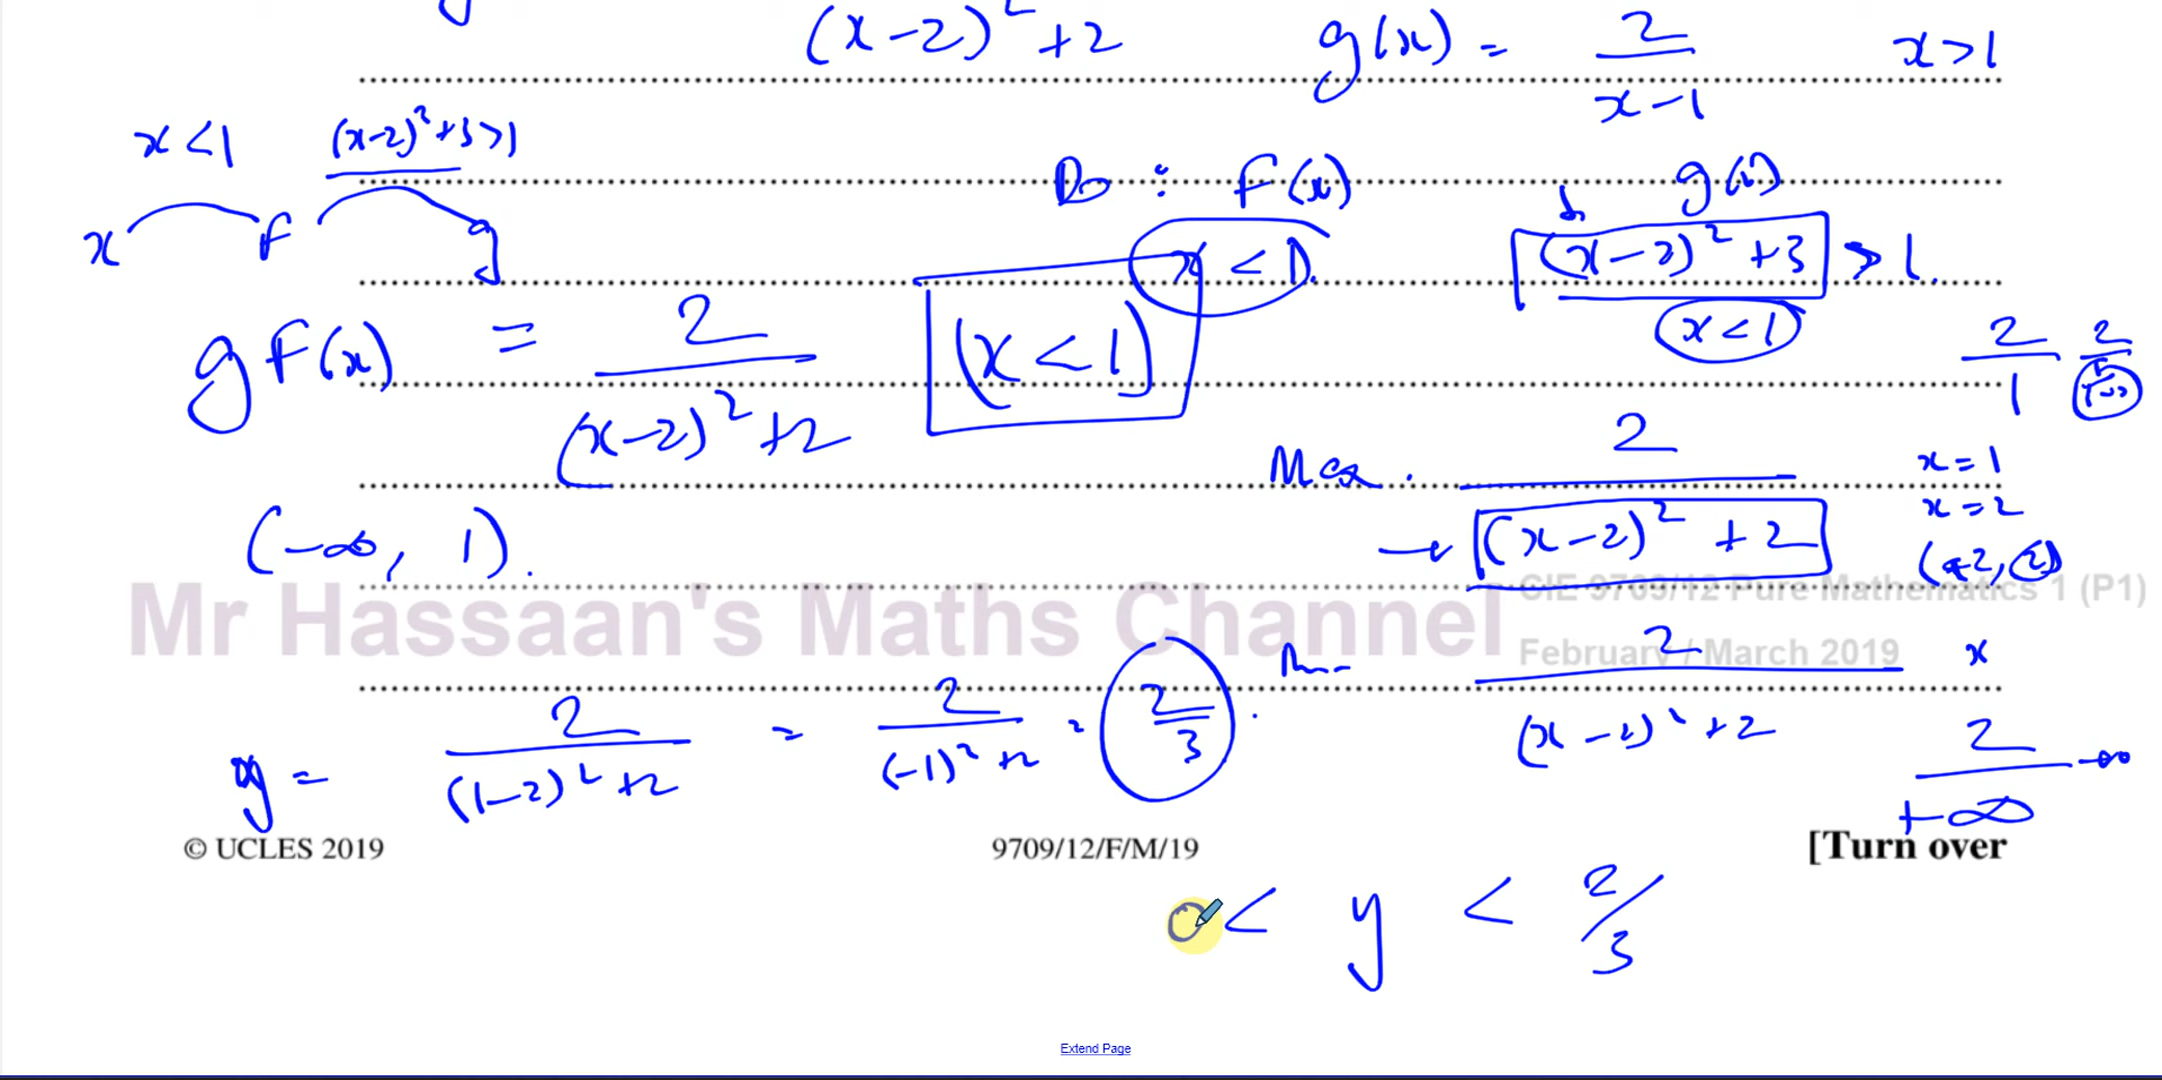 (x-2)² +2 g(x) = 2/(x-1) x>1
x<1 (x-2)²+3>1
Do : f(x) g(x)
x f g
x<1. (x-2)²+3 > 1.
(x<1)
gf(x) = 2/((x-2)²+2) (x<1)
2/1
Max. 2/((x-2)²+2)
x=1
x=2
(-∞, 1).
Mr Hassaan's Maths Channel
CIE 9709/12 Pure Mathematics 1 (P1)
February / March 2019
2/((x-2)²+2) x
y = 2/((1-2)²+2) = 2/((-1)²+2) = 2/3.
2/+∞
© UCLES 2019 9709/12/F/M/19 [Turn over
0 < y < 2/3
Extend Page